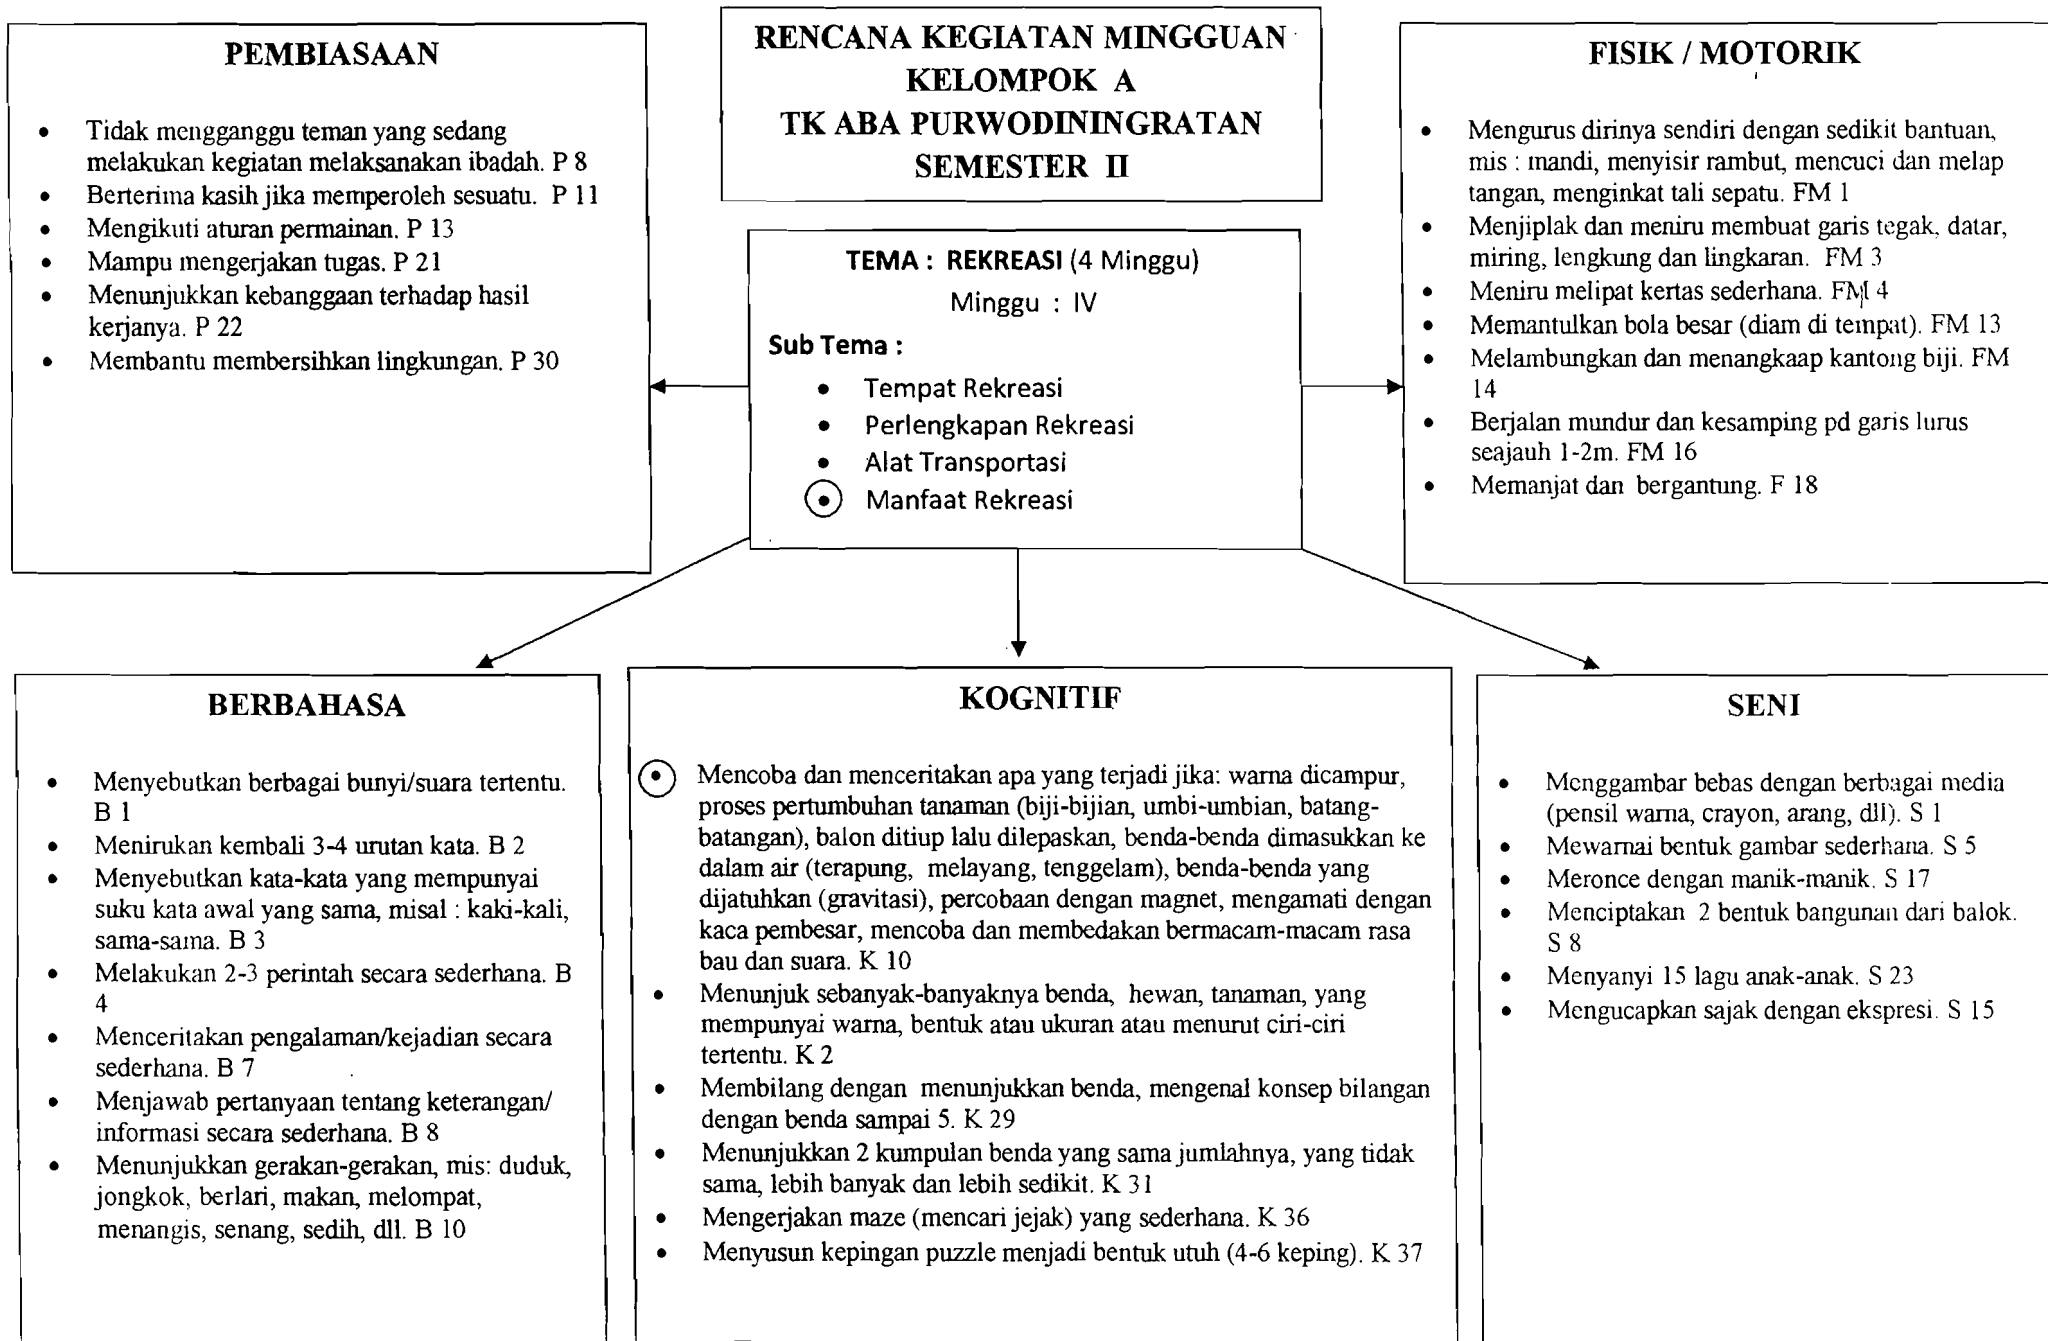 PEMBIASAAN
• Tidak mengganggu teman yang sedang
melakukan kegiatan melaksanakan ibadah. P 8
• Berterima kasih jika memperoleh sesuatu. P 11
• Mengikuti aturan permainan. P 13
• Mampu mengerjakan tugas. P 21
• Menunjukkan kebanggaan terhadap hasil
kerjanya. P 22
• Membantu membersihkan lingkungan. P 30
RENCANA KEGIATAN MINGGUAN
KELOMPOK A
TK ABA PURWODININGRATAN
SEMESTER II
TEMA : REKREASI (4 Minggu)
Minggu : IV
Sub Tema :
• Tempat Rekreasi
• Perlengkapan Rekreasi
• Alat Transportasi
• Manfaat Rekreasi
FISIK / MOTORIK
• Mengurus dirinya sendiri dengan sedikit bantuan,
mis : mandi, menyisir rambut, mencuci dan melap
tangan, menginkat tali sepatu. FM 1
• Menjiplak dan meniru membuat garis tegak, datar,
miring, lengkung dan lingkaran. FM 3
• Meniru melipat kertas sederhana. FM 4
• Memantulkan bola besar (diam di tempat). FM 13
• Melambungkan dan menangkaap kantong biji. FM
14
• Berjalan mundur dan kesamping pd garis lurus
seajauh 1-2m. FM 16
• Memanjat dan bergantung. F 18
BERBAHASA
• Menyebutkan berbagai bunyi/suara tertentu.
B 1
• Menirukan kembali 3-4 urutan kata. B 2
• Menyebutkan kata-kata yang mempunyai
suku kata awal yang sama, misal : kaki-kali,
sama-sama. B 3
• Melakukan 2-3 perintah secara sederhana. B
4
• Menceritakan pengalaman/kejadian secara
sederhana. B 7
• Menjawab pertanyaan tentang keterangan/
informasi secara sederhana. B 8
• Menunjukkan gerakan-gerakan, mis: duduk,
jongkok, berlari, makan, melompat,
menangis, senang, sedih, dll. B 10
KOGNITIF
• Mencoba dan menceritakan apa yang terjadi jika: warna dicampur,
proses pertumbuhan tanaman (biji-bijian, umbi-umbian, batang-
batangan), balon ditiup lalu dilepaskan, benda-benda dimasukkan ke
dalam air (terapung, melayang, tenggelam), benda-benda yang
dijatuhkan (gravitasi), percobaan dengan magnet, mengamati dengan
kaca pembesar, mencoba dan membedakan bermacam-macam rasa
bau dan suara. K 10
• Menunjuk sebanyak-banyaknya benda, hewan, tanaman, yang
mempunyai warna, bentuk atau ukuran atau menurut ciri-ciri
tertentu. K 2
• Membilang dengan menunjukkan benda, mengenal konsep bilangan
dengan benda sampai 5. K 29
• Menunjukkan 2 kumpulan benda yang sama jumlahnya, yang tidak
sama, lebih banyak dan lebih sedikit. K 31
• Mengerjakan maze (mencari jejak) yang sederhana. K 36
• Menyusun kepingan puzzle menjadi bentuk utuh (4-6 keping). K 37
SENI
• Menggambar bebas dengan berbagai media
(pensil warna, crayon, arang, dll). S 1
• Mewarnai bentuk gambar sederhana. S 5
• Meronce dengan manik-manik. S 17
• Menciptakan 2 bentuk bangunan dari balok.
S 8
• Menyanyi 15 lagu anak-anak. S 23
• Mengucapkan sajak dengan ekspresi. S 15